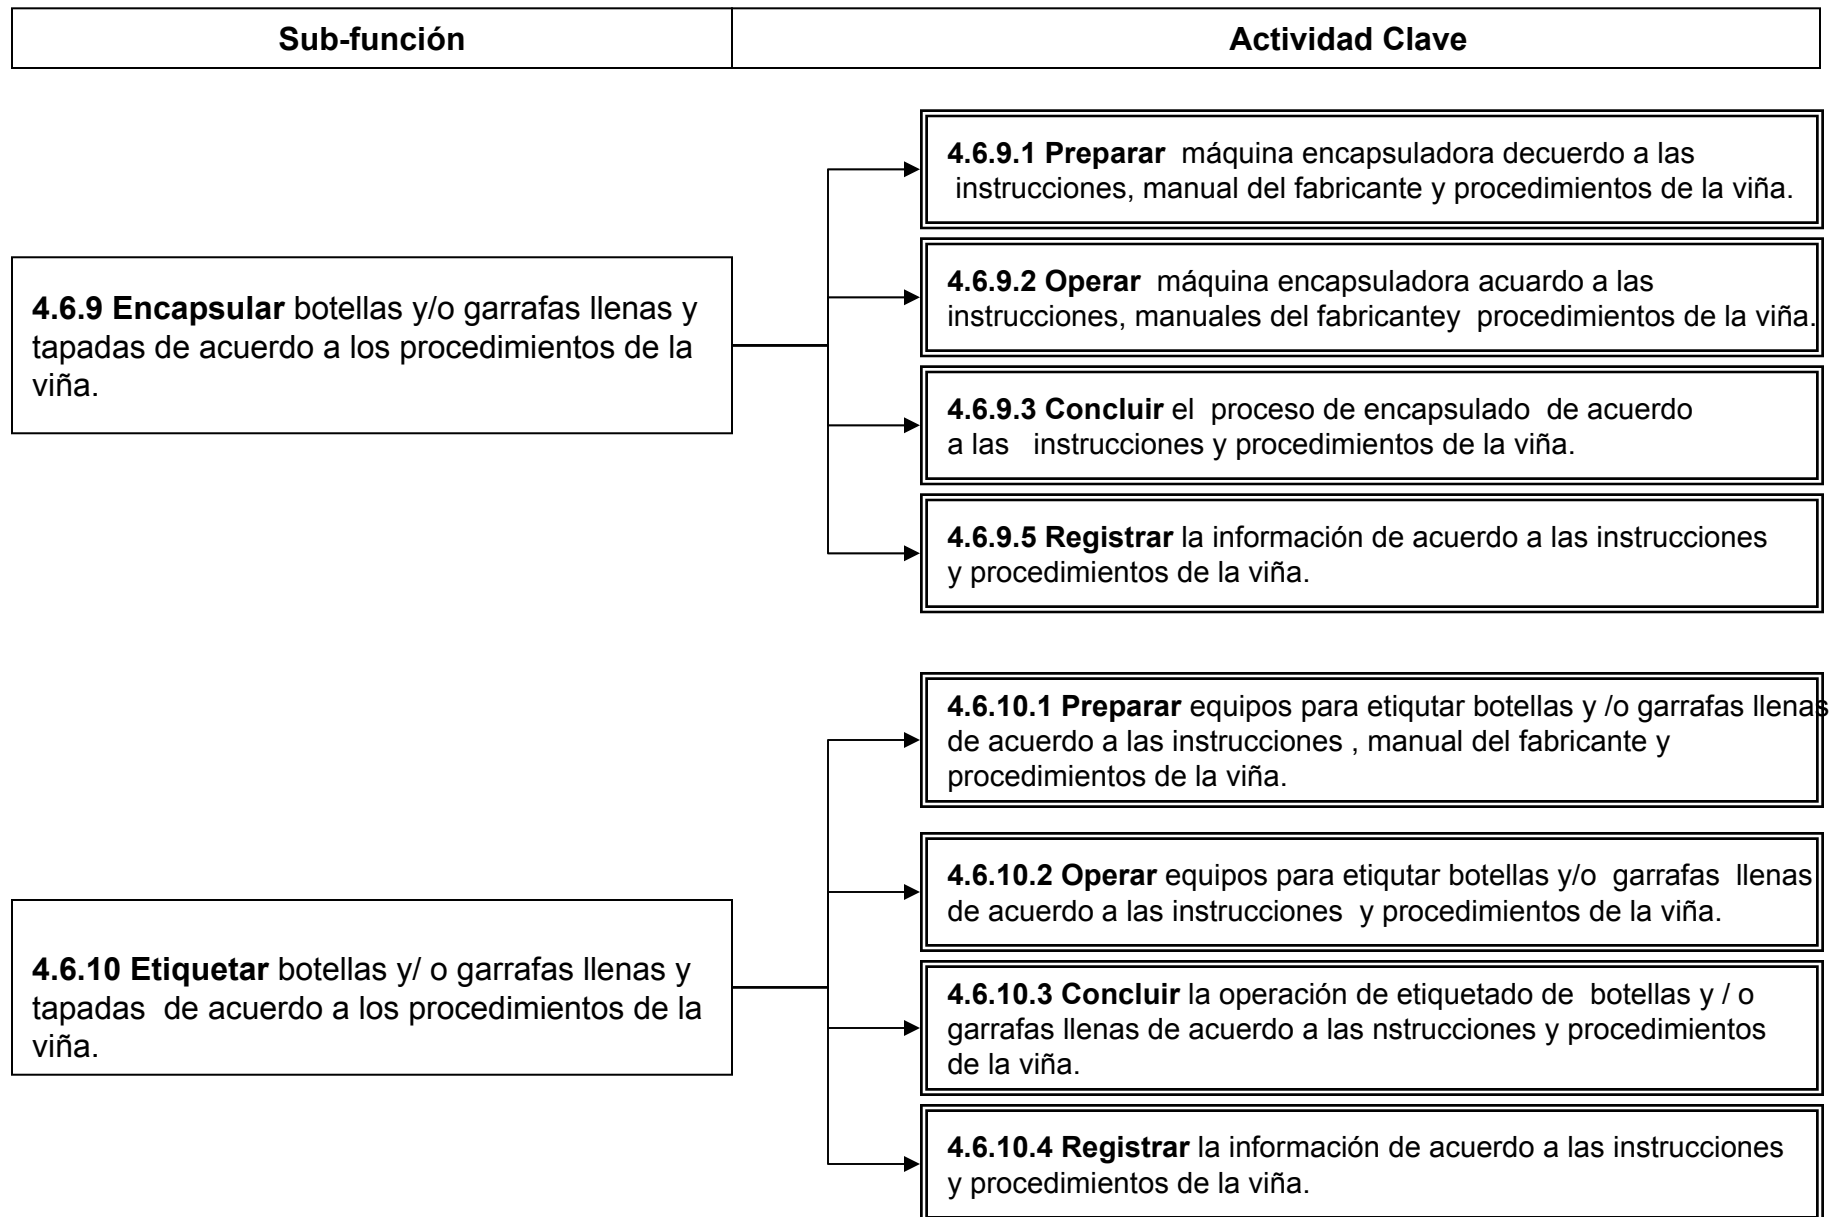 Sub-función
Actividad Clave
4.6.9 Encapsular botellas y/o garrafas llenas y
tapadas de acuerdo a los procedimientos de la
viña.
4.6.9.1 Preparar máquina encapsuladora decuerdo a las
instrucciones, manual del fabricante y procedimientos de la viña.
4.6.9.2 Operar máquina encapsuladora acuardo a las
instrucciones, manuales del fabricantey procedimientos de la viña.
4.6.9.3 Concluir el proceso de encapsulado de acuerdo
a las instrucciones y procedimientos de la viña.
4.6.9.5 Registrar la información de acuerdo a las instrucciones
y procedimientos de la viña.
4.6.10 Etiquetar botellas y/ o garrafas llenas y
tapadas de acuerdo a los procedimientos de la
viña.
4.6.10.1 Preparar equipos para etiqutar botellas y /o garrafas llenas
de acuerdo a las instrucciones , manual del fabricante y
procedimientos de la viña.
4.6.10.2 Operar equipos para etiqutar botellas y/o garrafas llenas
de acuerdo a las instrucciones y procedimientos de la viña.
4.6.10.3 Concluir la operación de etiquetado de botellas y / o
garrafas llenas de acuerdo a las nstrucciones y procedimientos
de la viña.
4.6.10.4 Registrar la información de acuerdo a las instrucciones
y procedimientos de la viña.